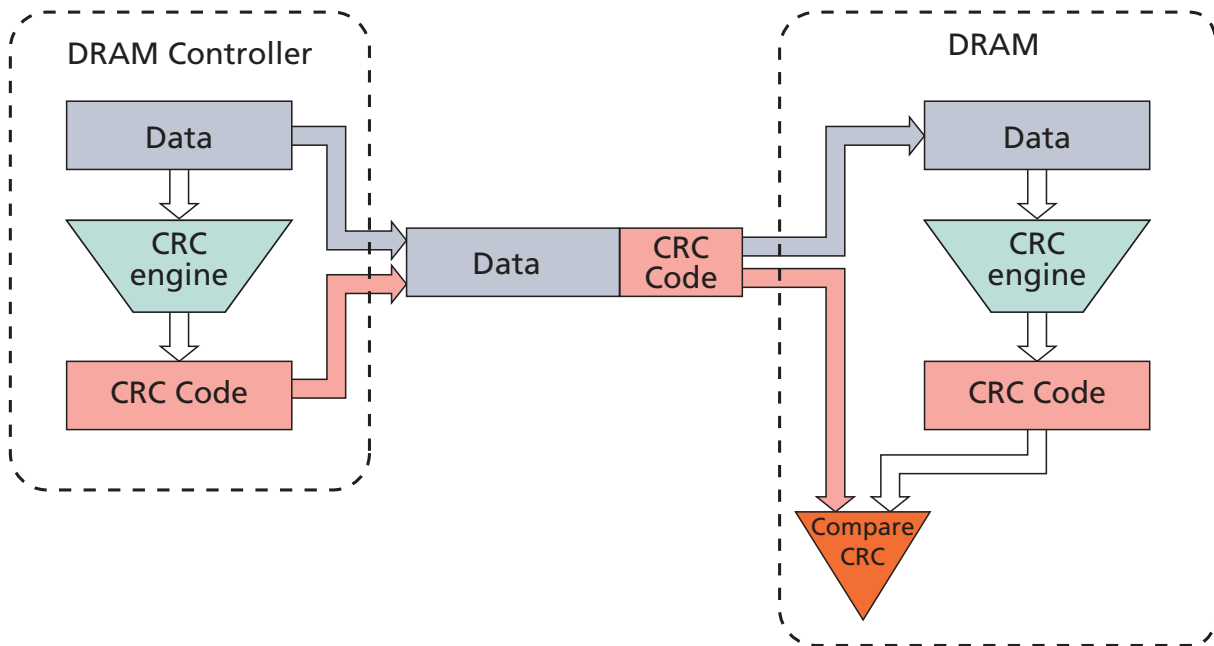 DRAM Controller
Data
CRC
engine
CRC Code
Data
CRC
Code
DRAM
Data
CRC
engine
CRC Code
Compare
CRC